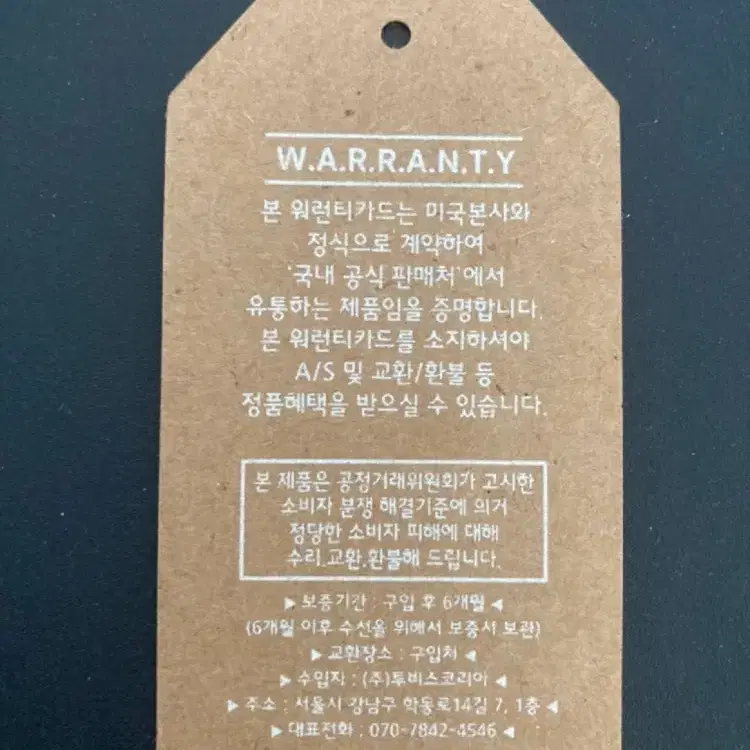 W.A.R.R.A.N.T.Y
본 워런티카드는 미국본사와
정식으로 계약하여
'국내 공식 판매처'에서
유통하는 제품임을 증명합니다.
본 워런티카드를 소지하셔야
A/S 및 교환/환불 등
정품혜택을 받으실 수 있습니다.
본 제품은 공정거래위원회가 고시한
소비자 분쟁 해결기준에 의거
정당한 소비자 피해에 대해
수리.교환.환불해 드립니다.
▶ 보증기간 : 구입 후 6개월 ◀
(6개월 이후 수선을 위해서 보증서 보관)
▶ 교환장소 : 구입처 ◀
▶ 수입자 : (주)투비스코리아 ◀
▶ 주소 : 서울시 강남구 학동로14길 7, 1층 ◀
▶ 대표전화 : 070-7842-4546 ◀